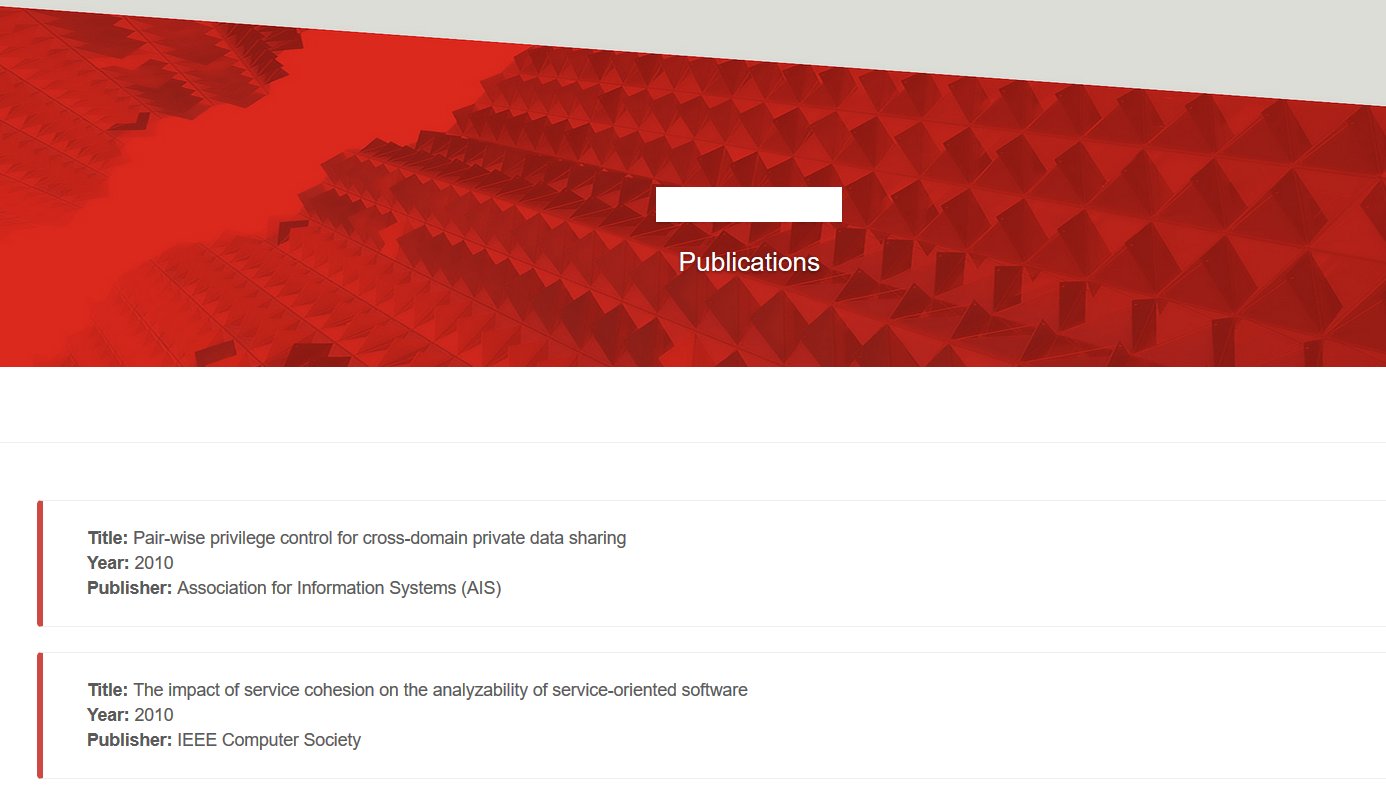 Publications
Title: Pair-wise privilege control for cross-domain private data sharing
Year: 2010
Publisher: Association for Information Systems (AIS)
Title: The impact of service cohesion on the analyzability of service-oriented software
Year: 2010
Publisher: IEEE Computer Society